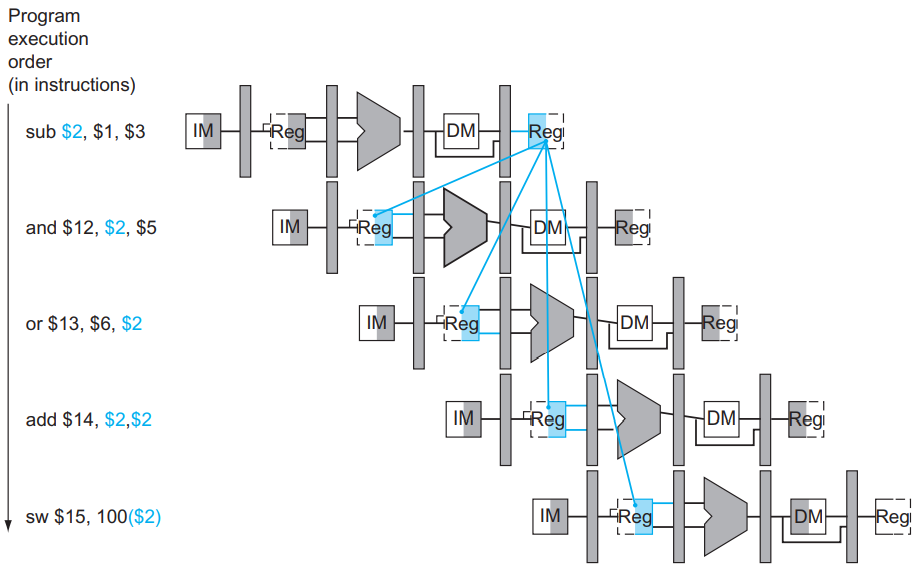 Program
execution
order
(in instructions)
sub $2, $1, $3
IM
Reg
DM
Reg
and $12, $2, $5
IM
Reg
DM
Reg
or $13, $6, $2
IM
Reg
DM
Reg
add $14, $2,$2
IM
Reg
DM
Reg
sw $15, 100($2)
IM
Reg
DM
Reg